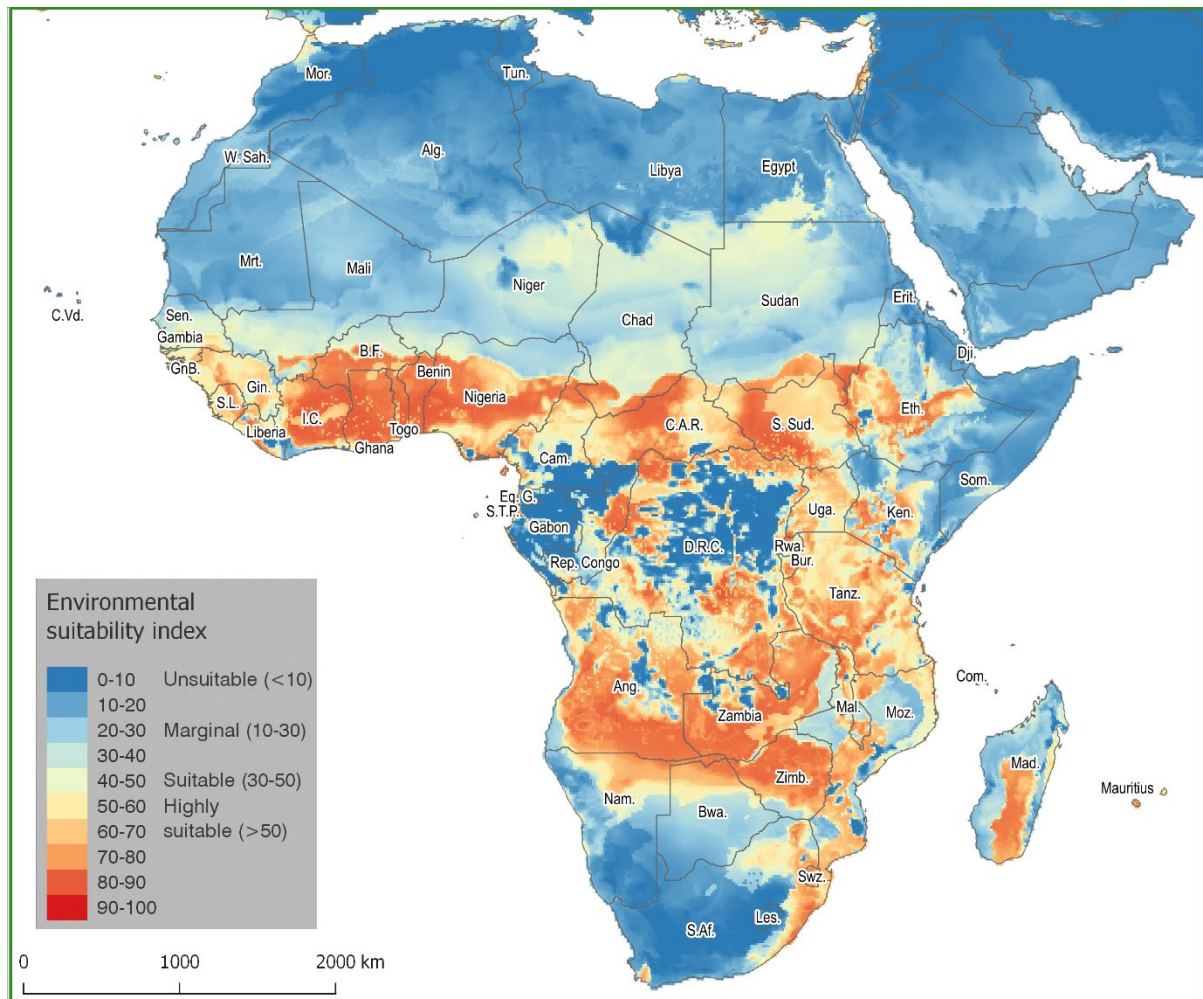 Mor.
Tun.
W. Sah.
Alg.
Libya
Egypt
Mrt.
Mali
Niger
Chad
Sudan
Erit.
C.Vd.
Sen.
Gambia
GnB.
Gin.
B.F.
Benin
Dji.
S.L.
Nigeria
Eth.
I.C.
Liberia
Togo
Ghana
C.A.R.
S. Sud.
Cam.
Som.
Eq. G.
S.T.P.
Gabon
Uga.
Ken.
D.R.C.
Rwa.
Bur.
Rep. Congo
Tanz.
Com.
Ang.
Mal.
Moz.
Zambia
Mad.
Zimb.
Mauritius
Nam.
Bwa.
Swz.
Les.
S.Af.
Environmental
suitability index
0-10 Unsuitable (<10)
10-20
20-30 Marginal (10-30)
30-40
40-50 Suitable (30-50)
50-60 Highly
60-70 suitable (>50)
70-80
80-90
90-100
0 1000 2000 km